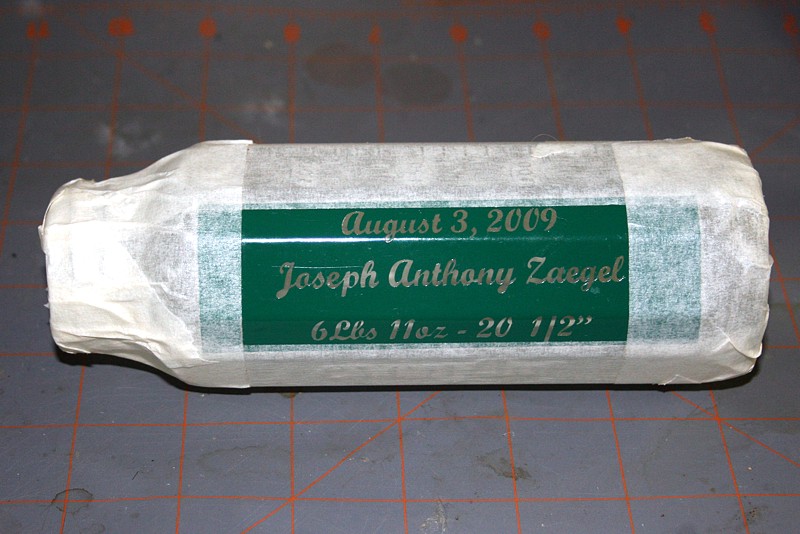 August 3, 2009
Joseph Anthony Zaegel
6Lbs 11oz - 20 1/2”